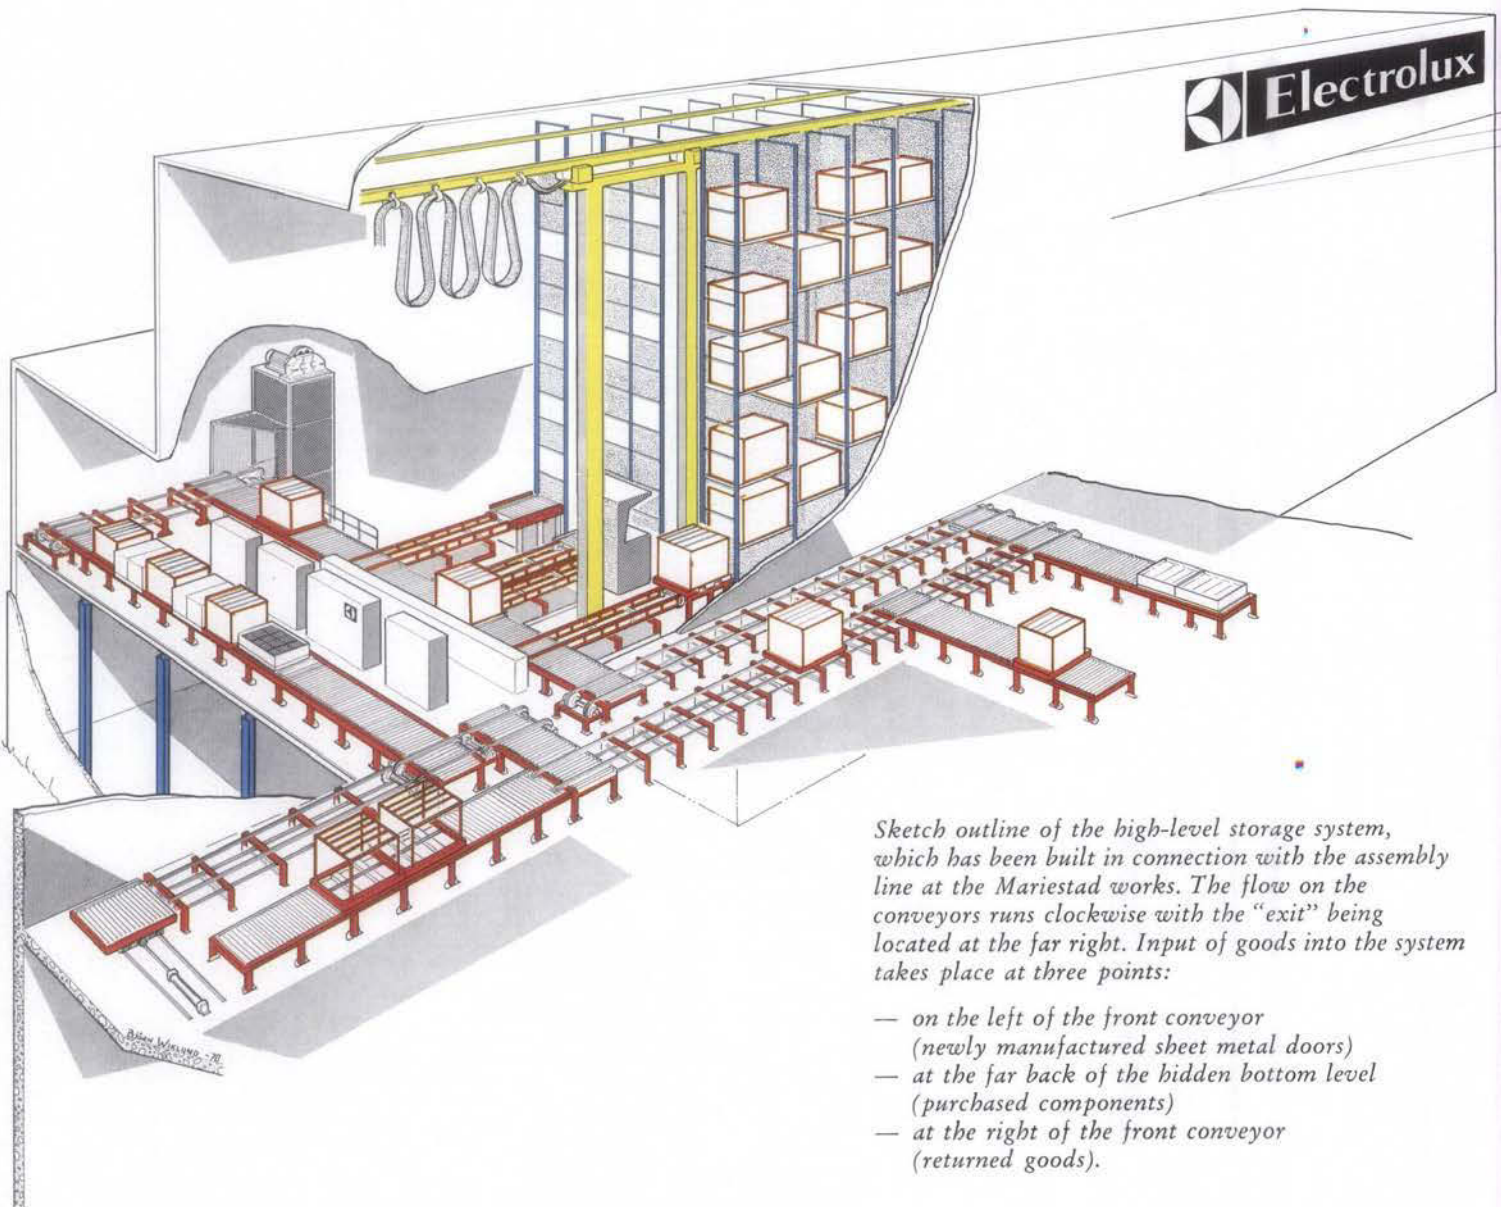 Electrolux
Sketch outline of the high-level storage system,
which has been built in connection with the assembly
line at the Mariestad works. The flow on the
conveyors runs clockwise with the “exit” being
located at the far right. Input of goods into the system
takes place at three points:
— on the left of the front conveyor
(newly manufactured sheet metal doors)
— at the far back of the hidden bottom level
(purchased components)
— at the right of the front conveyor
(returned goods).
Björn Wiklund -70